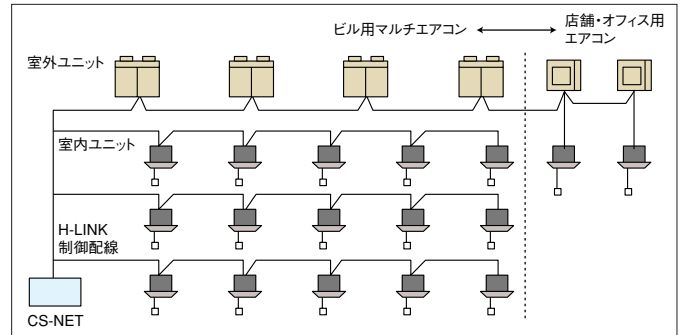 ビル用マルチエアコン
店舗・オフィス用
エアコン
室外ユニット
室内ユニット
H-LINK
制御配線
CS-NET